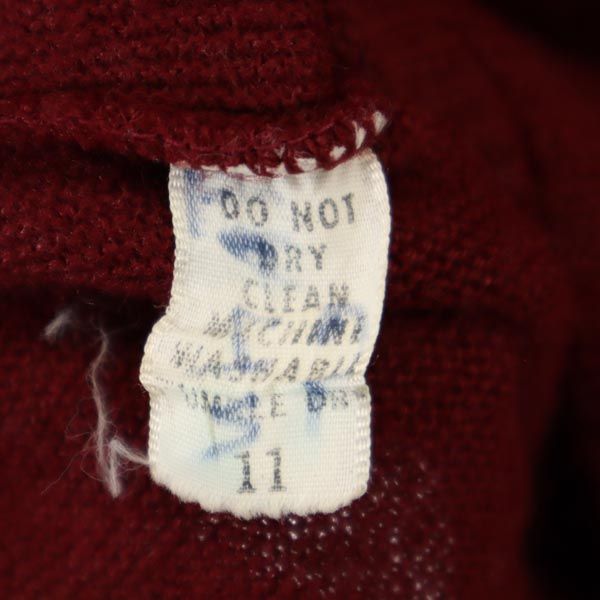 DO NOT
DRY
CLEAN
MACHINE
WASHABLE
TUMBLE DRY
11